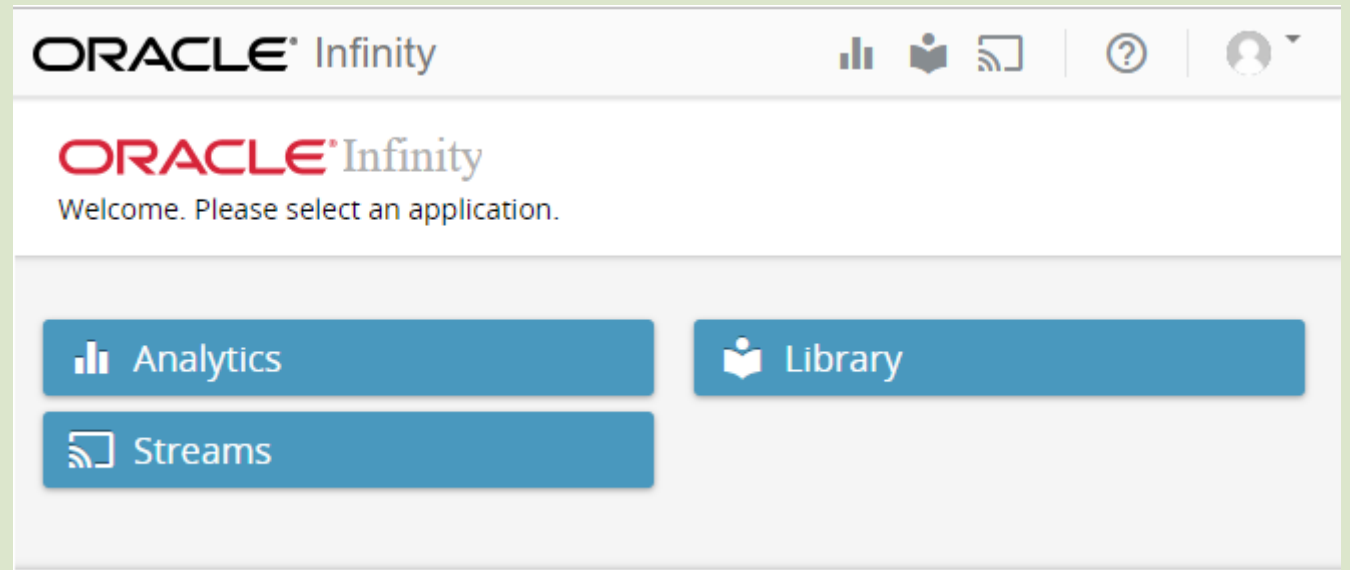 ORACLE® Infinity
ORACLE® Infinity
Welcome. Please select an application.
Analytics
Library
Streams